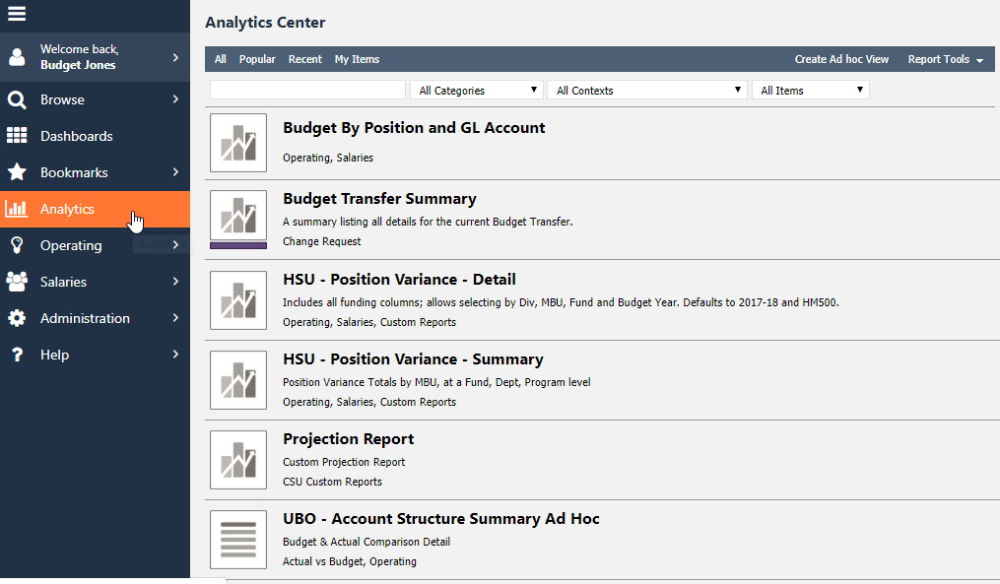 Welcome back,
Budget Jones
Browse
Dashboards
Bookmarks
Analytics
Operating
Salaries
Administration
Help
Analytics Center
All Popular Recent My Items Create Ad hoc View Report Tools
All Categories All Contexts All Items
Budget By Position and GL Account
Operating, Salaries
Budget Transfer Summary
A summary listing all details for the current Budget Transfer.
Change Request
HSU - Position Variance - Detail
Includes all funding columns; allows selecting by Div, MBU, Fund and Budget Year. Defaults to 2017-18 and HM500.
Operating, Salaries, Custom Reports
HSU - Position Variance - Summary
Position Variance Totals by MBU, at a Fund, Dept, Program level
Operating, Salaries, Custom Reports
Projection Report
Custom Projection Report
CSU Custom Reports
UBO - Account Structure Summary Ad Hoc
Budget & Actual Comparison Detail
Actual vs Budget, Operating